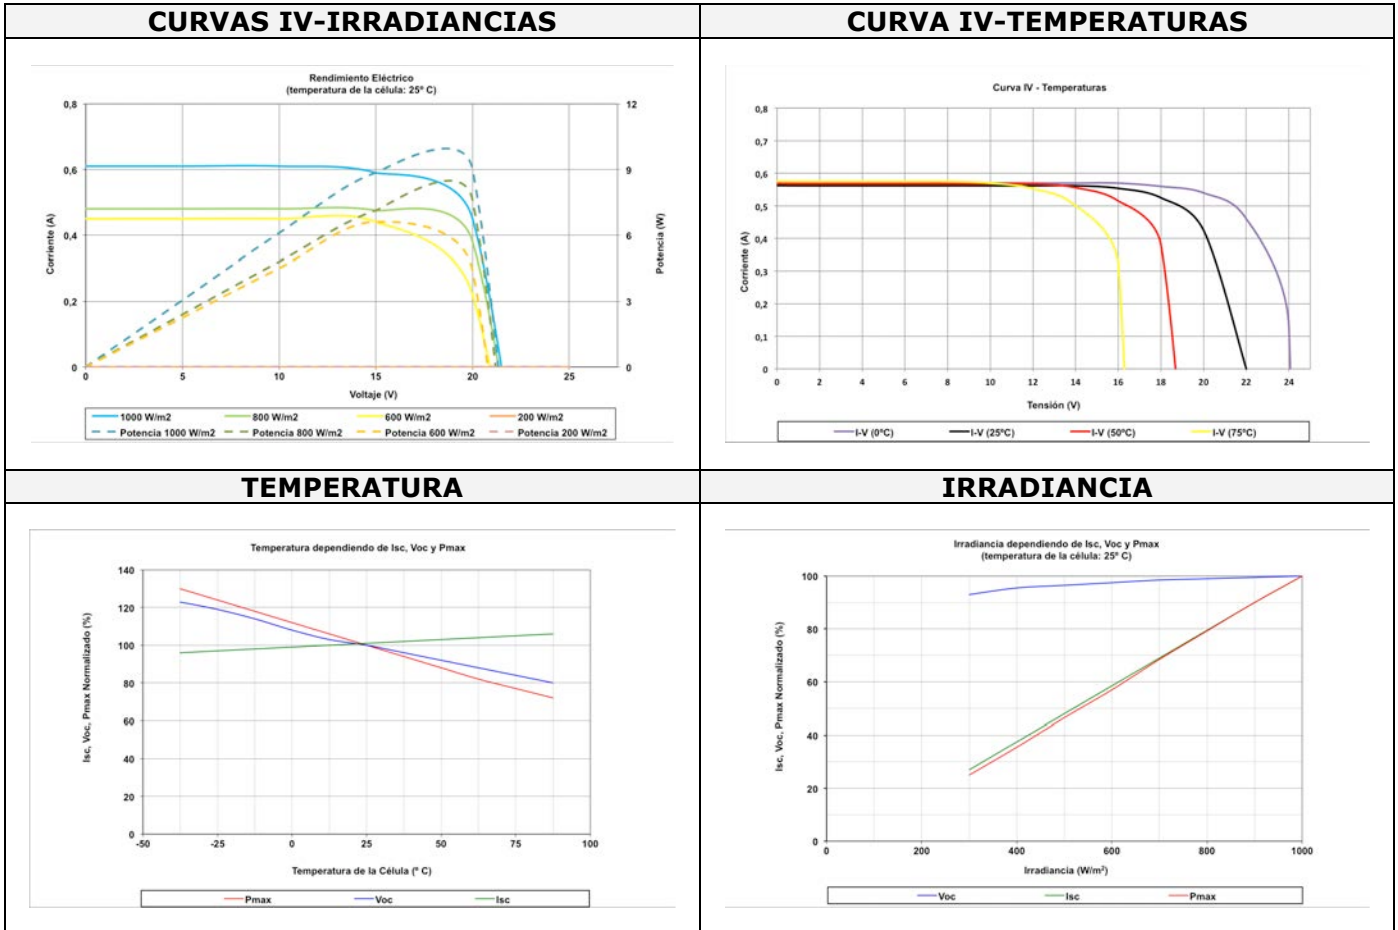 CURVAS IV-IRRADIANCIAS
CURVA IV-TEMPERATURAS
Rendimiento Eléctrico
(temperatura de la célula: 25º C)
0,8
0,6
0,4
0,2
0
12
9
6
3
0
0 5 10 15 20 25
Corriente (A)
Potencia (W)
Voltaje (V)
1000 W/m2 800 W/m2 600 W/m2 200 W/m2
Potencia 1000 W/m2 Potencia 800 W/m2 Potencia 600 W/m2 Potencia 200 W/m2
Curva IV - Temperaturas
0,8
0,7
0,6
0,5
0,4
0,3
0,2
0,1
0
0 2 4 6 8 10 12 14 16 18 20 22 24
Corriente (A)
Tensión (V)
I-V (0ºC) I-V (25ºC) I-V (50ºC) I-V (75ºC)
TEMPERATURA
IRRADIANCIA
Temperatura dependiendo de Isc, Voc y Pmax
140
120
100
80
60
40
20
0
-50 -25 0 25 50 75 100
Isc, Voc, Pmax Normalizado (%)
Temperatura de la Célula (º C)
Pmax Voc Isc
Irradiancia dependiendo de Isc, Voc y Pmax
(temperatura de la célula: 25º C)
100
80
60
40
20
0
0 200 400 600 800 1000
Isc, Voc, Pmax Normalizado (%)
Irradiancia (W/m²)
Voc Isc Pmax